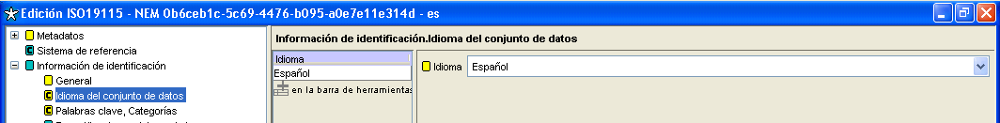 Edición ISO19115 - NEM 0b6ceb1c-5c69-4476-b095-a0e7e11e314d - es
Metadatos
Sistema de referencia
Información de identificación
General
Idioma del conjunto de datos
Palabras clave, Categorías
Información de identificación.Idioma del conjunto de datos
Idioma
Español
en la barra de herramientas
Idioma Español